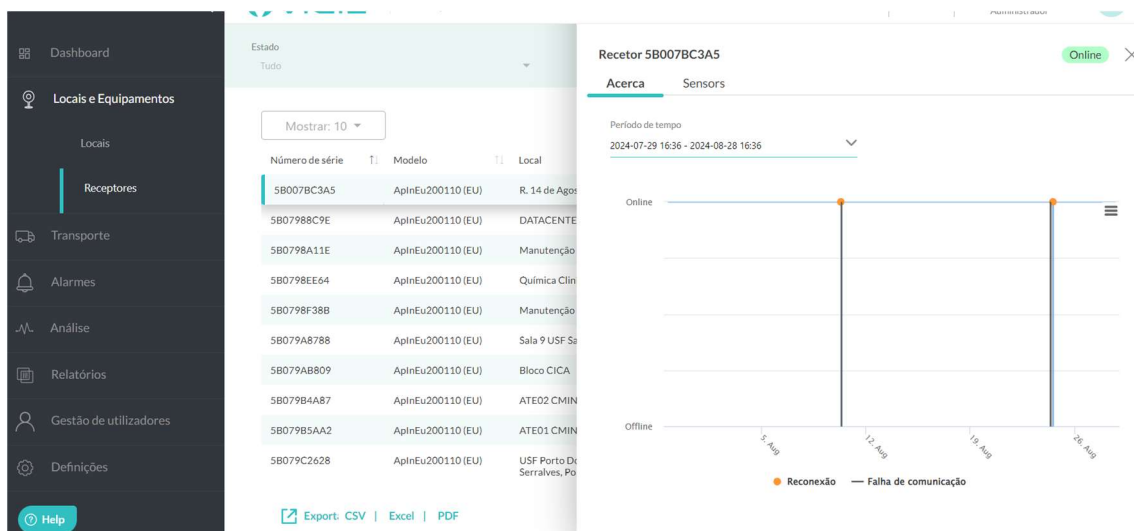 Administrador
Dashboard
Locais e Equipamentos
Locais
Receptores
Transporte
Alarmes
Análise
Relatórios
Gestão de utilizadores
Definições
Help
Estado
Tudo
Mostrar: 10
Número de série Modelo Local
5B007BC3A5 ApInEu200110 (EU) R. 14 de Agos
5B07988C9E ApInEu200110 (EU) DATACENTE
5B0798A11E ApInEu200110 (EU) Manutenção
5B0798EE64 ApInEu200110 (EU) Química Clin
5B0798F38B ApInEu200110 (EU) Manutenção
5B079A8788 ApInEu200110 (EU) Sala 9 USF Sa
5B079AB809 ApInEu200110 (EU) Bloco CICA
5B079B4A87 ApInEu200110 (EU) ATE02 CMIN
5B079B5AA2 ApInEu200110 (EU) ATE01 CMIN
5B079C2628 ApInEu200110 (EU) USF Porto Do
Serralves, Po
Export: CSV | Excel | PDF
Recetor 5B007BC3A5 Online
Acerca Sensors
Período de tempo
2024-07-29 16:36 - 2024-08-28 16:36
Online
Offline
5. Aug 12. Aug 19. Aug 26. Aug
Reconexão Falha de comunicação